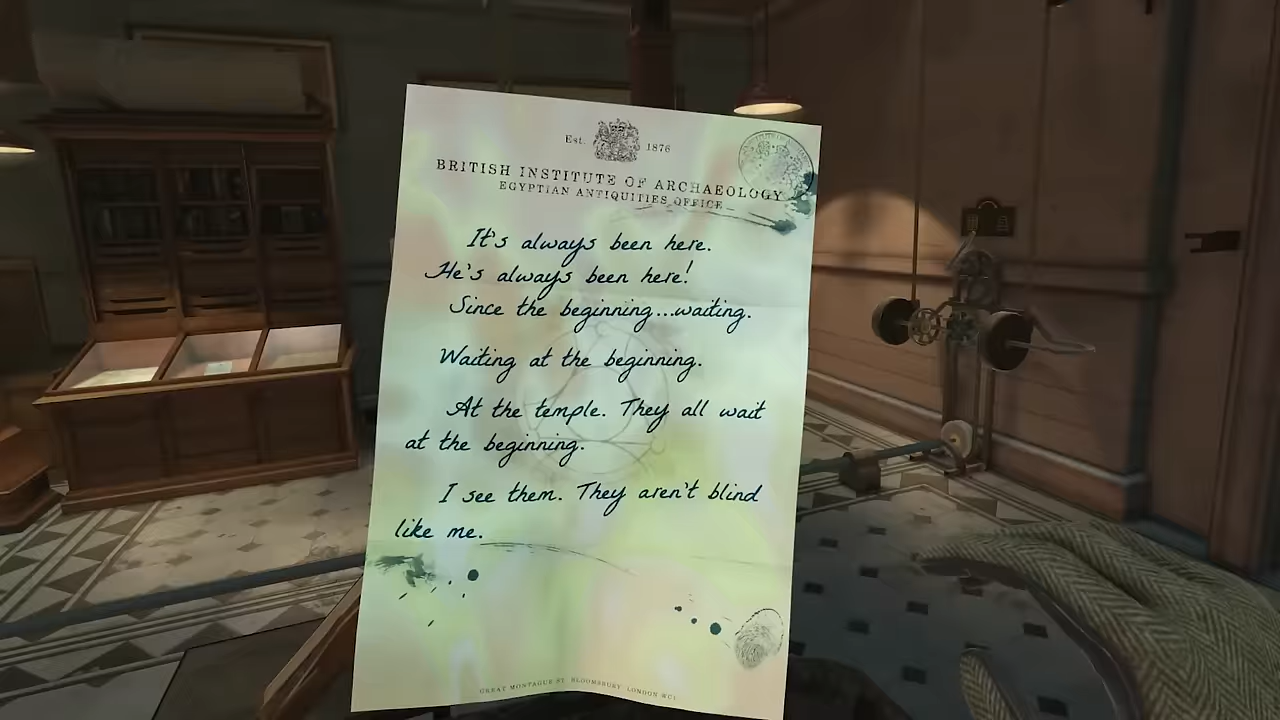 Est. 1876
BRITISH INSTITUTE OF ARCHAEOLOGY
EGYPTIAN ANTIQUITIES OFFICE
It's always been here.
He's always been here!
Since the beginning...waiting.
Waiting at the beginning.
At the temple. They all wait
at the beginning.
I see them. They aren't blind
like me.
GREAT MONTAGUE ST. BLOOMSBURY. LONDON WC1